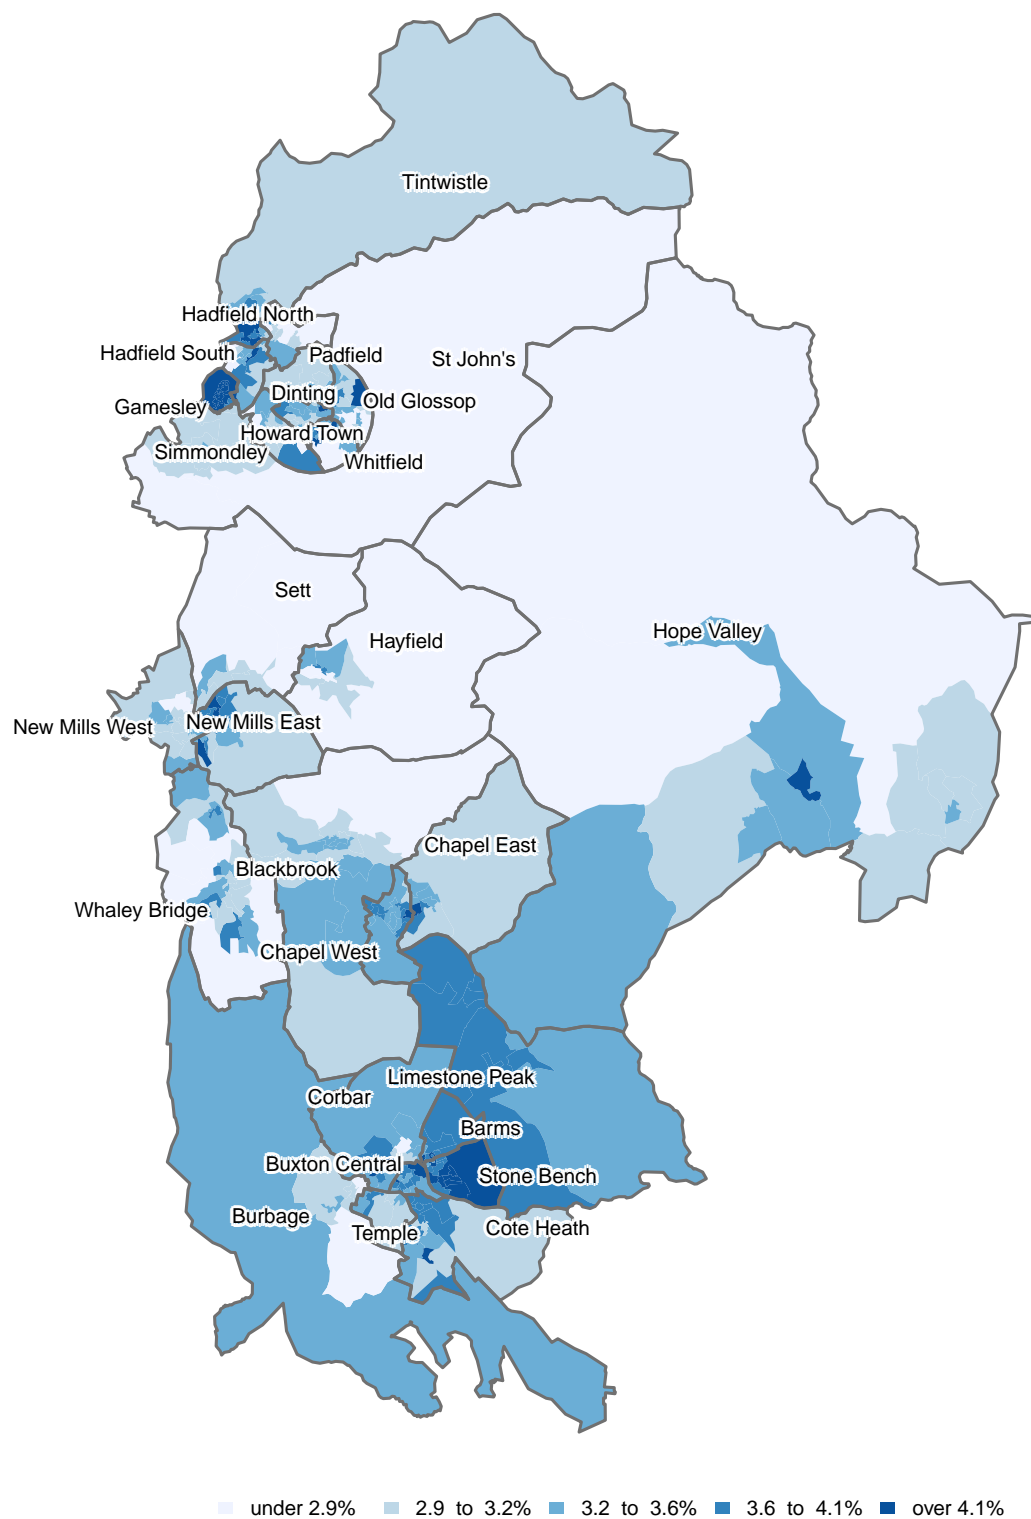 Tintwistle
Hadfield North
Hadfield South
Padfield
St John's
Dinting
Gamesley
Old Glossop
Howard Town
Simmondley
Whitfield
Sett
Hope Valley
Hayfield
New Mills East
New Mills West
Chapel East
Blackbrook
Whaley Bridge
Chapel West
Limestone Peak
Corbar
Barms
Buxton Central
Stone Bench
Burbage
Cote Heath
Temple
under 2.9% 2.9 to 3.2% 3.2 to 3.6% 3.6 to 4.1% over 4.1%